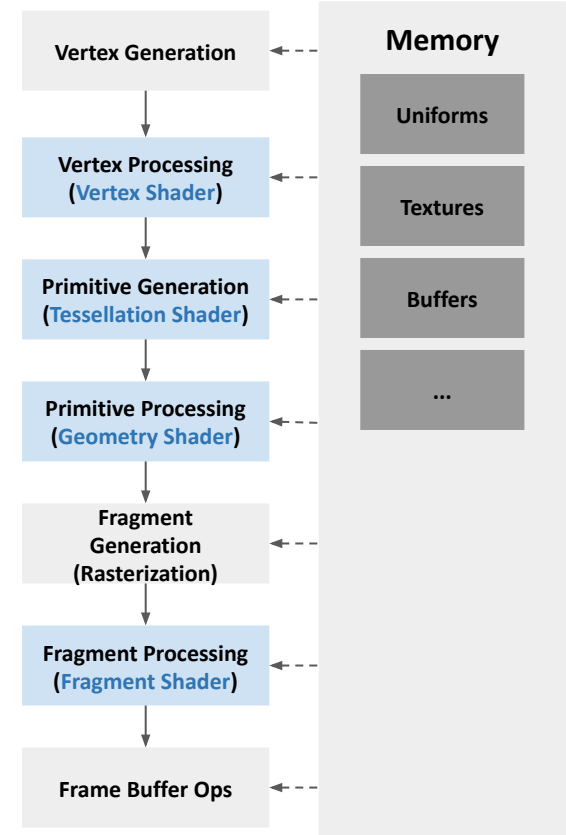 Vertex Generation
Vertex Processing
(Vertex Shader)
Primitive Generation
(Tessellation Shader)
Primitive Processing
(Geometry Shader)
Fragment
Generation
(Rasterization)
Fragment Processing
(Fragment Shader)
Frame Buffer Ops
Memory
Uniforms
Textures
Buffers
...